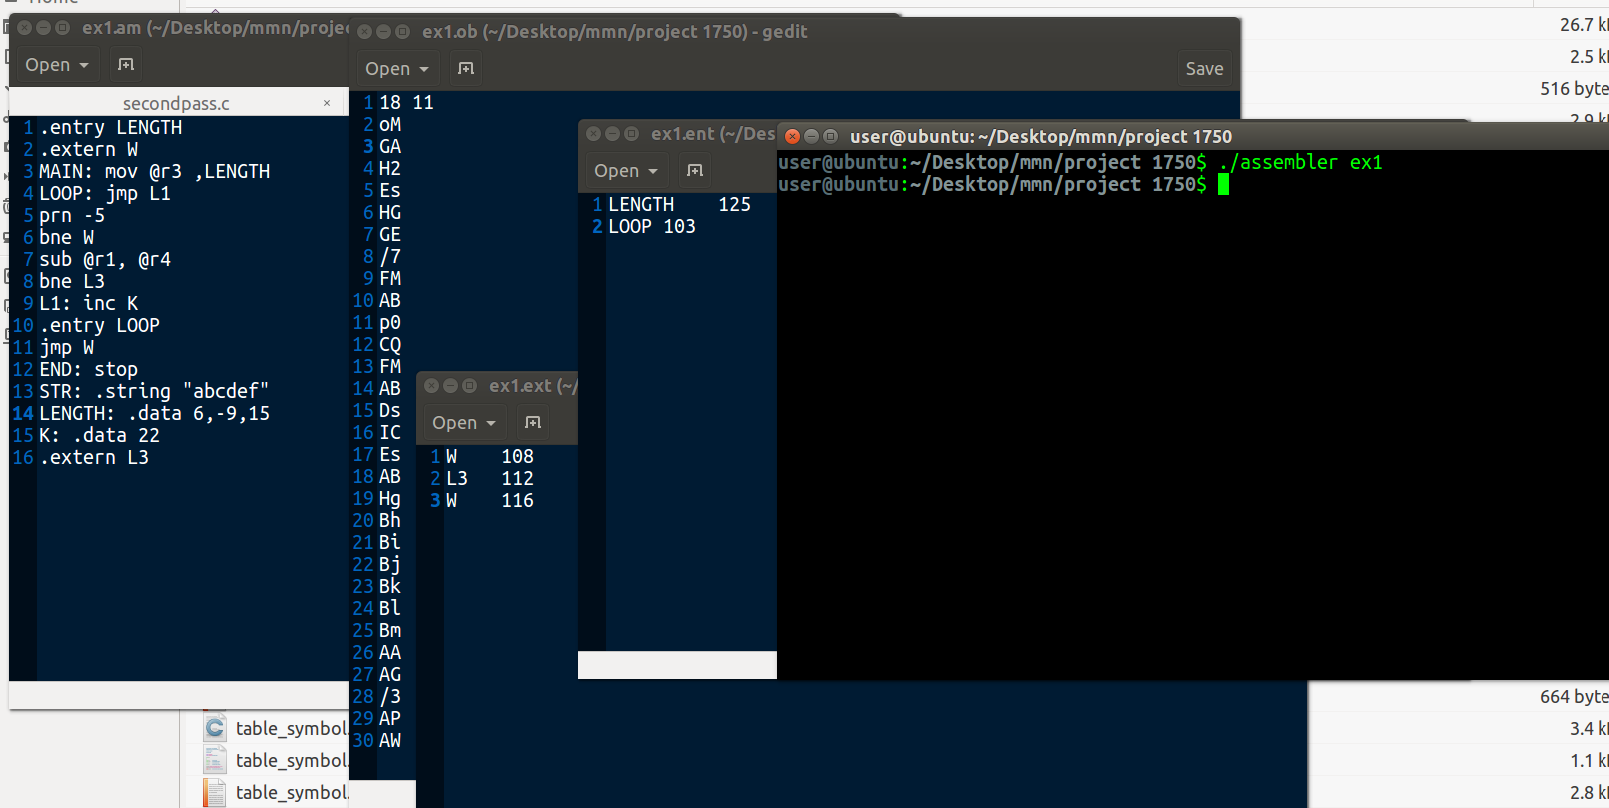 Home
ex1.am (~/Desktop/mmn/projec
Open
secondpass.c ×
1 .entry LENGTH
2 .extern W
3 MAIN: mov @r3 ,LENGTH
4 LOOP: jmp L1
5 prn -5
6 bne W
7 sub @r1, @r4
8 bne L3
9 L1: inc K
10 .entry LOOP
11 jmp W
12 END: stop
13 STR: .string "abcdef"
14 LENGTH: .data 6,-9,15
15 K: .data 22
16 .extern L3
ex1.ob (~/Desktop/mmn/project 1750) - gedit
Open Save
1 18 11
2 oM
3 GA
4 H2
5 Es
6 HG
7 GE
8 /7
9 FM
10 AB
11 p0
12 CQ
13 FM
14 AB
15 Ds
16 IC
17 Es
18 AB
19 Hg
20 Bh
21 Bi
22 Bj
23 Bk
24 Bl
25 Bm
26 AA
27 AG
28 /3
29 AP
30 AW
ex1.ext (~/
Open
1 W 108
2 L3 112
3 W 116
ex1.ent (~/Des
Open
1 LENGTH 125
2 LOOP 103
user@ubuntu: ~/Desktop/mmn/project 1750
user@ubuntu:~/Desktop/mmn/project 1750$ ./assembler ex1
user@ubuntu:~/Desktop/mmn/project 1750$
26.7 k
2.5 k
516 byte
2.9 k
664 byte
table_symbol. 3.4 k
table_symbol. 1.1 k
table_symbol. 2.8 k